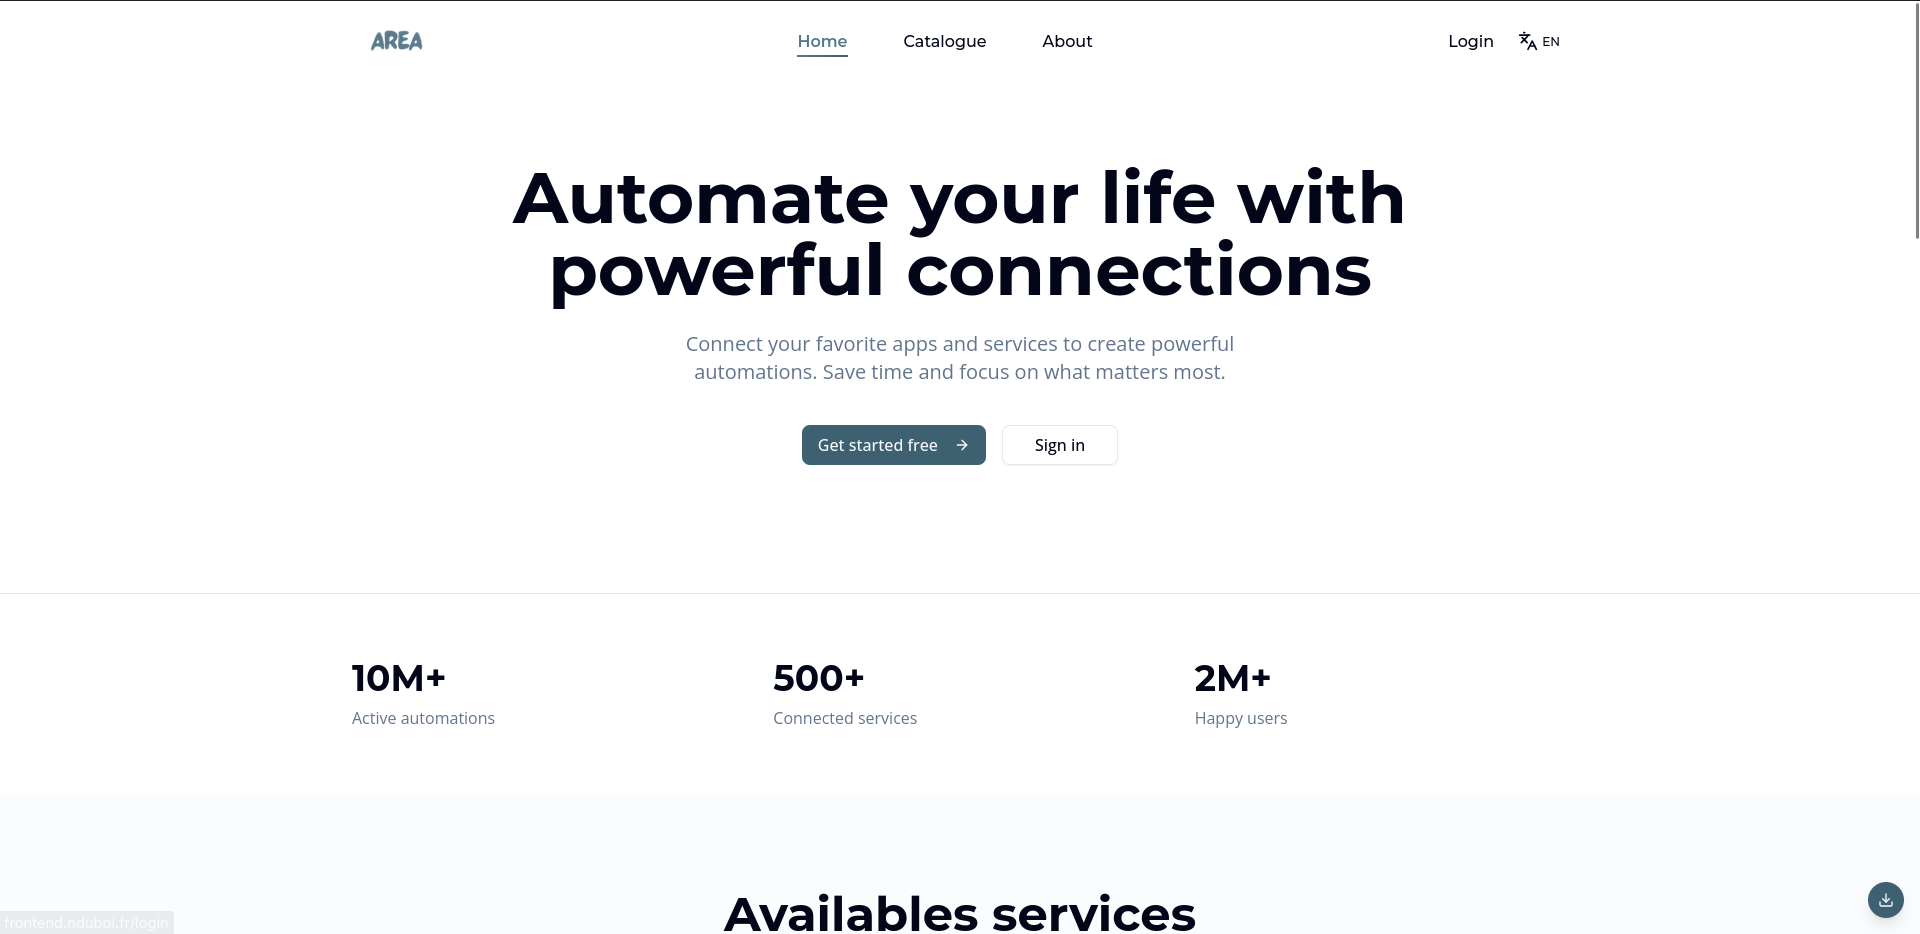 AREA
Home
Catalogue
About
Login
EN
Automate your life with
powerful connections
Connect your favorite apps and services to create powerful
automations. Save time and focus on what matters most.
Get started free
Sign in
10M+
Active automations
500+
Connected services
2M+
Happy users
Availables services
frontend.nduboi.fr/login